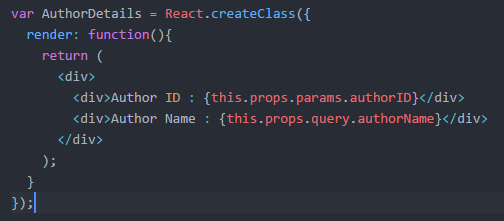 var AuthorDetails = React.createClass({
  render: function(){
    return (
      <div>
        <div>Author ID : {this.props.params.authorID}</div>
        <div>Author Name : {this.props.query.authorName}</div>
      </div>
    );
  }
});